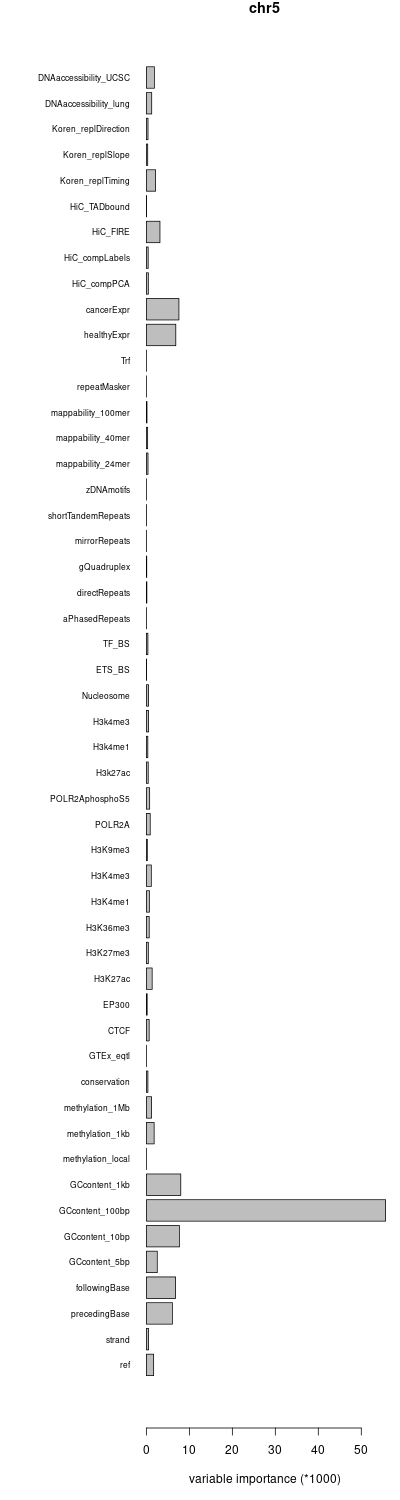 chr5
DNAaccessibility_UCSC
DNAaccessibility_lung
Koren_replDirection
Koren_replSlope
Koren_replTiming
HiC_TADbound
HiC_FIRE
HiC_compLabels
HiC_compPCA
cancerExpr
healthyExpr
Trf
repeatMasker
mappability_100mer
mappability_40mer
mappability_24mer
zDNAmotifs
shortTandemRepeats
mirrorRepeats
gQuadruplex
directRepeats
aPhasedRepeats
TF_BS
ETS_BS
Nucleosome
H3k4me3
H3k4me1
H3k27ac
POLR2AphosphoS5
POLR2A
H3K9me3
H3K4me3
H3K4me1
H3K36me3
H3K27me3
H3K27ac
EP300
CTCF
GTEx_eqtl
conservation
methylation_1Mb
methylation_1kb
methylation_local
GCcontent_1kb
GCcontent_100bp
GCcontent_10bp
GCcontent_5bp
followingBase
precedingBase
strand
ref
0 10 20 30 40 50
variable importance (*1000)